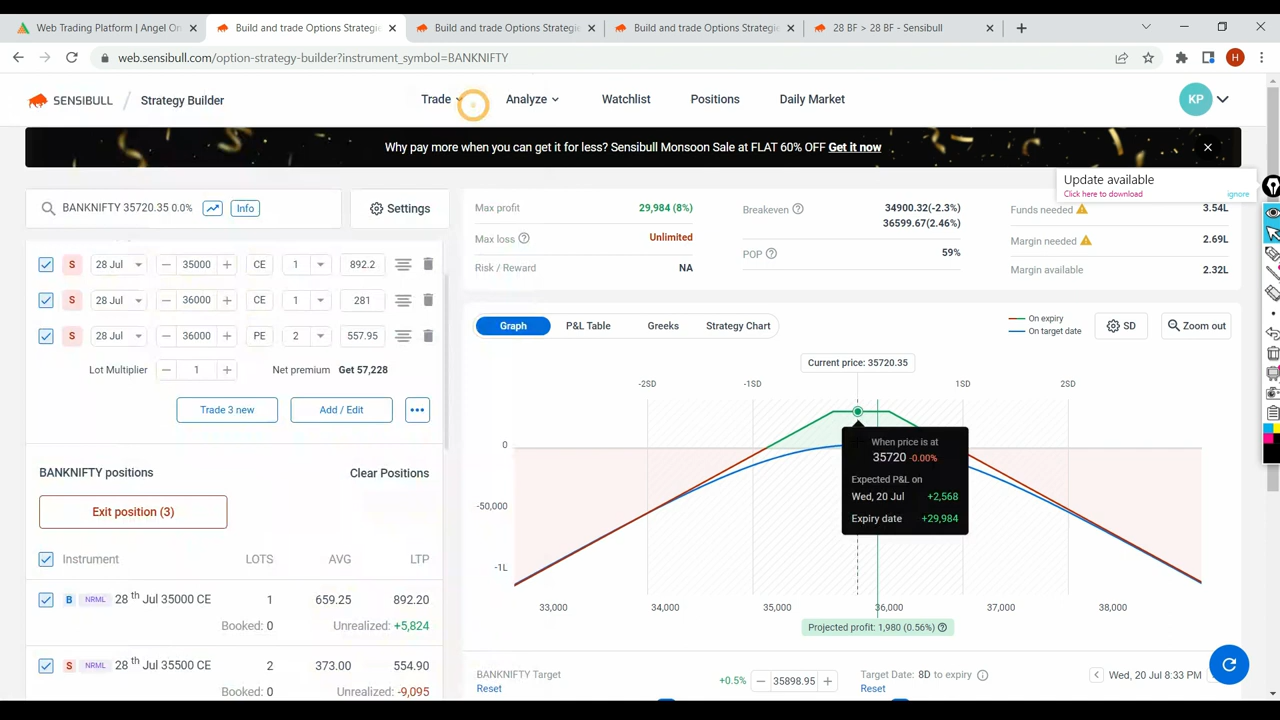 Web Trading Platform | Angel On
Build and trade Options Strategie
Build and trade Options Strategie
Build and trade Options Strategie
28 BF > 28 BF - Sensibull
web.sensibull.com/option-strategy-builder?instrument_symbol=BANKNIFTY
H
SENSIBULL / Strategy Builder
Trade
Analyze
Watchlist
Positions
Daily Market
KP
Why pay more when you can get it for less? Sensibull Monsoon Sale at FLAT 60% OFF Get it now
Update available
Click here to download
ignore
BANKNIFTY 35720.35 0.0%
Info
Settings
S 28 Jul − 35000 + CE 1 892.2
S 28 Jul − 36000 + CE 1 281
S 28 Jul − 36000 + PE 2 557.95
Lot Multiplier − 1 + Net premium Get 57,228
Trade 3 new
Add / Edit
BANKNIFTY positions
Clear Positions
Exit position (3)
Instrument LOTS AVG LTP
B NRML 28 th Jul 35000 CE 1 659.25 892.20
Booked: 0 Unrealized: +5,824
S NRML 28 th Jul 35500 CE 2 373.00 554.90
Booked: 0 Unrealized: -9,095
Max profit 29,984 (8%)
Max loss Unlimited
Risk / Reward NA
Breakeven 34900.32(-2.3%)
36599.67(2.46%)
POP 59%
Funds needed 3.54L
Margin needed 2.69L
Margin available 2.32L
Graph
P&L Table
Greeks
Strategy Chart
On expiry
On target date
SD
Zoom out
Current price: 35720.35
-2SD
-1SD
1SD
2SD
0
-50,000
-1L
When price is at
35720 -0.00%
Expected P&L on
Wed, 20 Jul +2,568
Expiry date +29,984
33,000
34,000
35,000
36,000
37,000
38,000
Projected profit: 1,980 (0.56%)
BANKNIFTY Target
Reset
+0.5% − 35898.95 +
Target Date: 8D to expiry
Reset
Wed, 20 Jul 8:33 PM